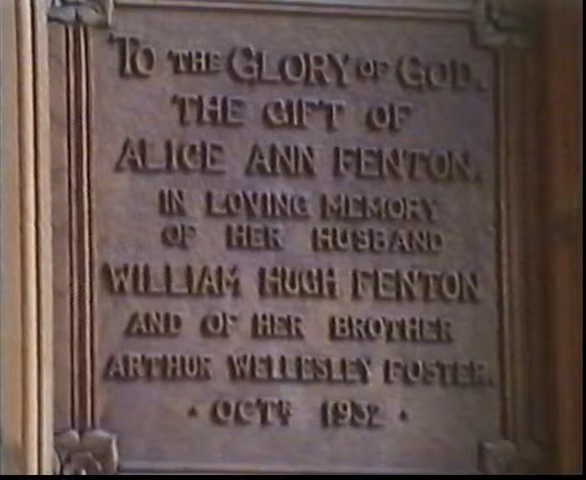 TO THE GLORY OF GOD.
THE GIFT OF
ALICE ANN FENTON.
IN LOVING MEMORY
OF HER HUSBAND
WILLIAM HUGH FENTON
AND OF HER BROTHER
ARTHUR WELLESLEY FOSTER.
· OCTR 1932 ·